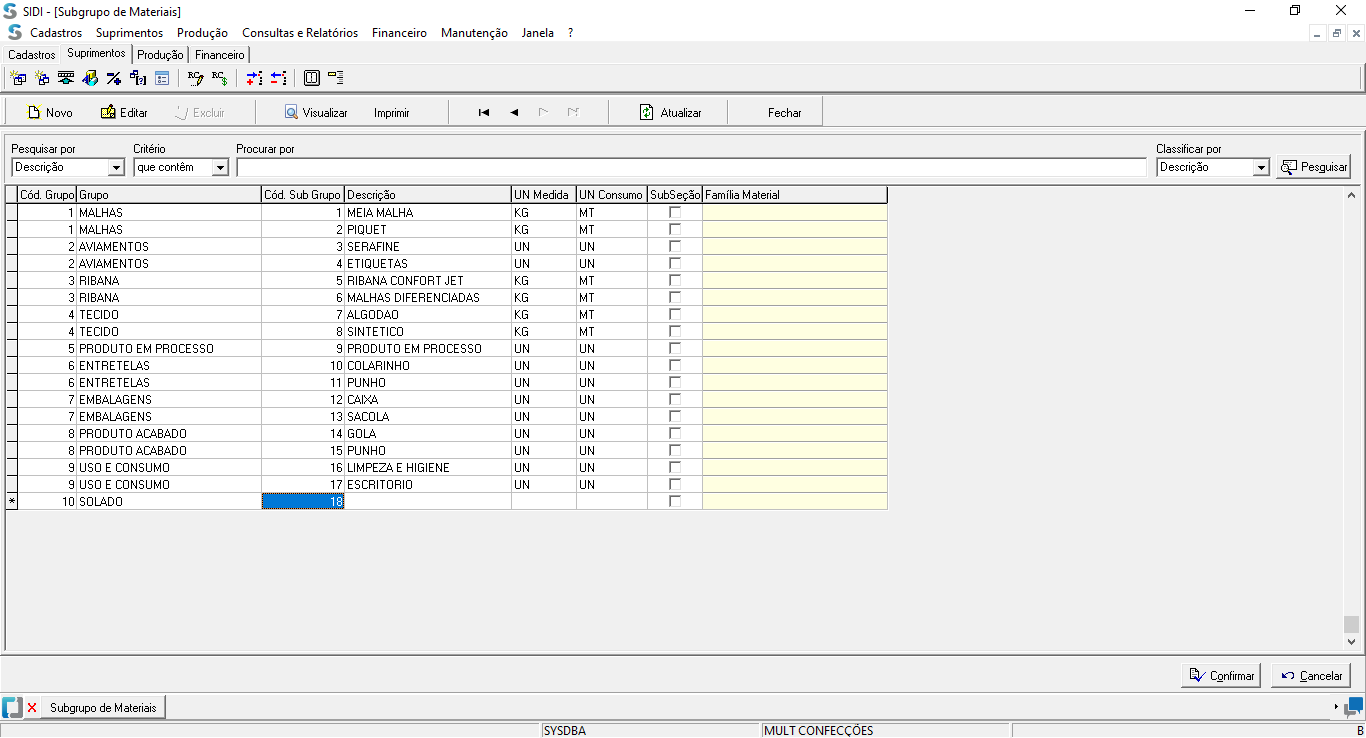 SIDI - [Subgrupo de Materiais]
Cadastros Suprimentos Produção Consultas e Relatórios Financeiro Manutenção Janela ?
Cadastros Suprimentos Produção Financeiro
Novo Editar Excluir Visualizar Imprimir Atualizar Fechar
Pesquisar por Critério Procurar por Classificar por
Descrição que contêm Descrição Pesquisar
Cód. Grupo Grupo Cód. Sub Grupo Descrição UN Medida UN Consumo SubSeção Família Material
1 MALHAS 1 MEIA MALHA KG MT
1 MALHAS 2 PIQUET KG MT
2 AVIAMENTOS 3 SERAFINE UN UN
2 AVIAMENTOS 4 ETIQUETAS UN UN
3 RIBANA 5 RIBANA CONFORT JET KG MT
3 RIBANA 6 MALHAS DIFERENCIADAS KG MT
4 TECIDO 7 ALGODAO KG MT
4 TECIDO 8 SINTETICO KG MT
5 PRODUTO EM PROCESSO 9 PRODUTO EM PROCESSO UN UN
6 ENTRETELAS 10 COLARINHO UN UN
6 ENTRETELAS 11 PUNHO UN UN
7 EMBALAGENS 12 CAIXA UN UN
7 EMBALAGENS 13 SACOLA UN UN
8 PRODUTO ACABADO 14 GOLA UN UN
8 PRODUTO ACABADO 15 PUNHO UN UN
9 USO E CONSUMO 16 LIMPEZA E HIGIENE UN UN
9 USO E CONSUMO 17 ESCRITORIO UN UN
* 10 SOLADO 18
Confirmar Cancelar
Subgrupo de Materiais
SYSDBA MULT CONFECÇÕES B